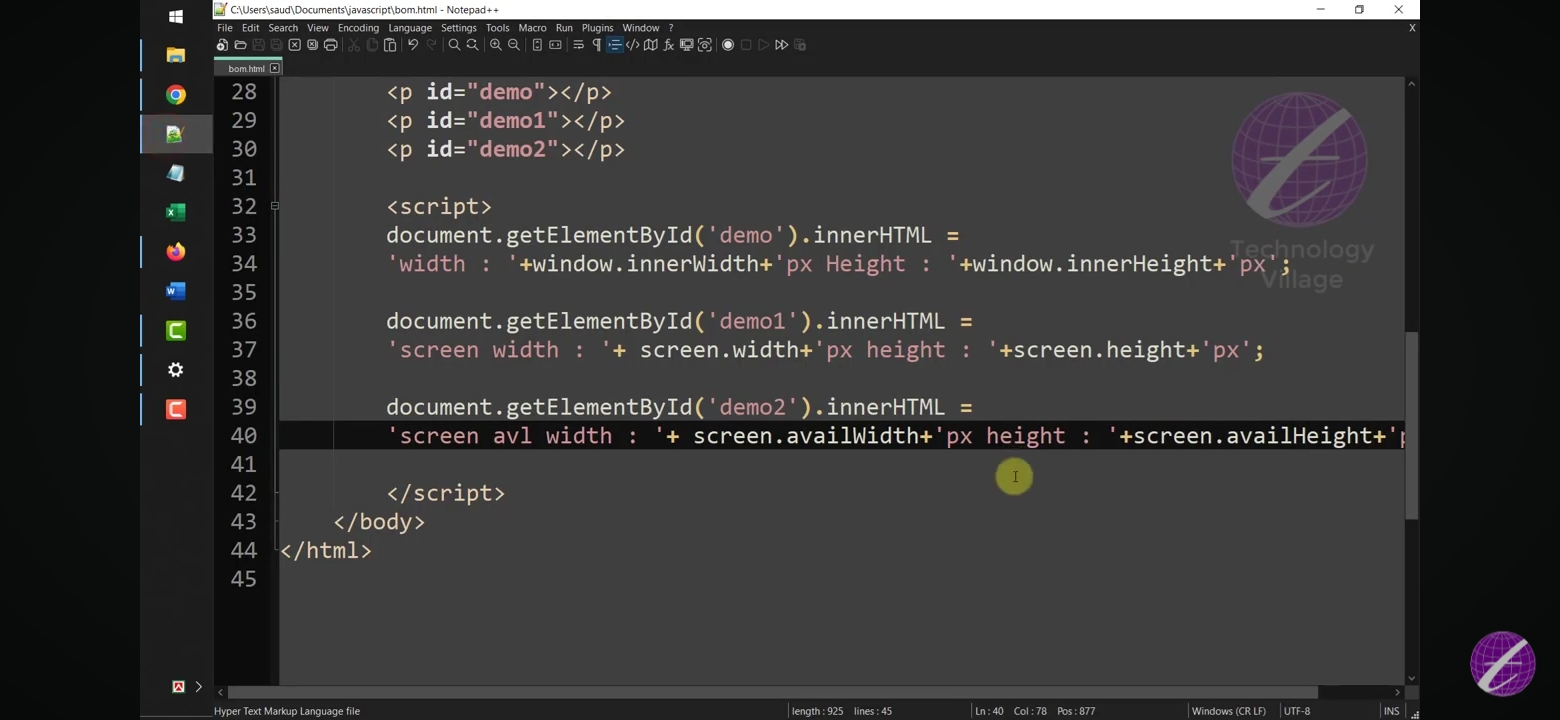 C:\Users\saud\Documents\javascript\bom.html - Notepad++
File Edit Search View Encoding Language Settings Tools Macro Run Plugins Window ? X
bom.html
28 <p id="demo"></p>
29 <p id="demo1"></p>
30 <p id="demo2"></p>
31
32 <script>
33 document.getElementById('demo').innerHTML =
34 'width : '+window.innerWidth+'px Height : '+window.innerHeight+'px';
35
36 document.getElementById('demo1').innerHTML =
37 'screen width : '+ screen.width+'px height : '+screen.height+'px';
38
39 document.getElementById('demo2').innerHTML =
40 'screen avl width : '+ screen.availWidth+'px height : '+screen.availHeight+'p
41
42 </script>
43 </body>
44 </html>
45
Technology
Village
Hyper Text Markup Language file length : 925 lines : 45 Ln : 40 Col : 78 Pos : 877 Windows (CR LF) UTF-8 INS